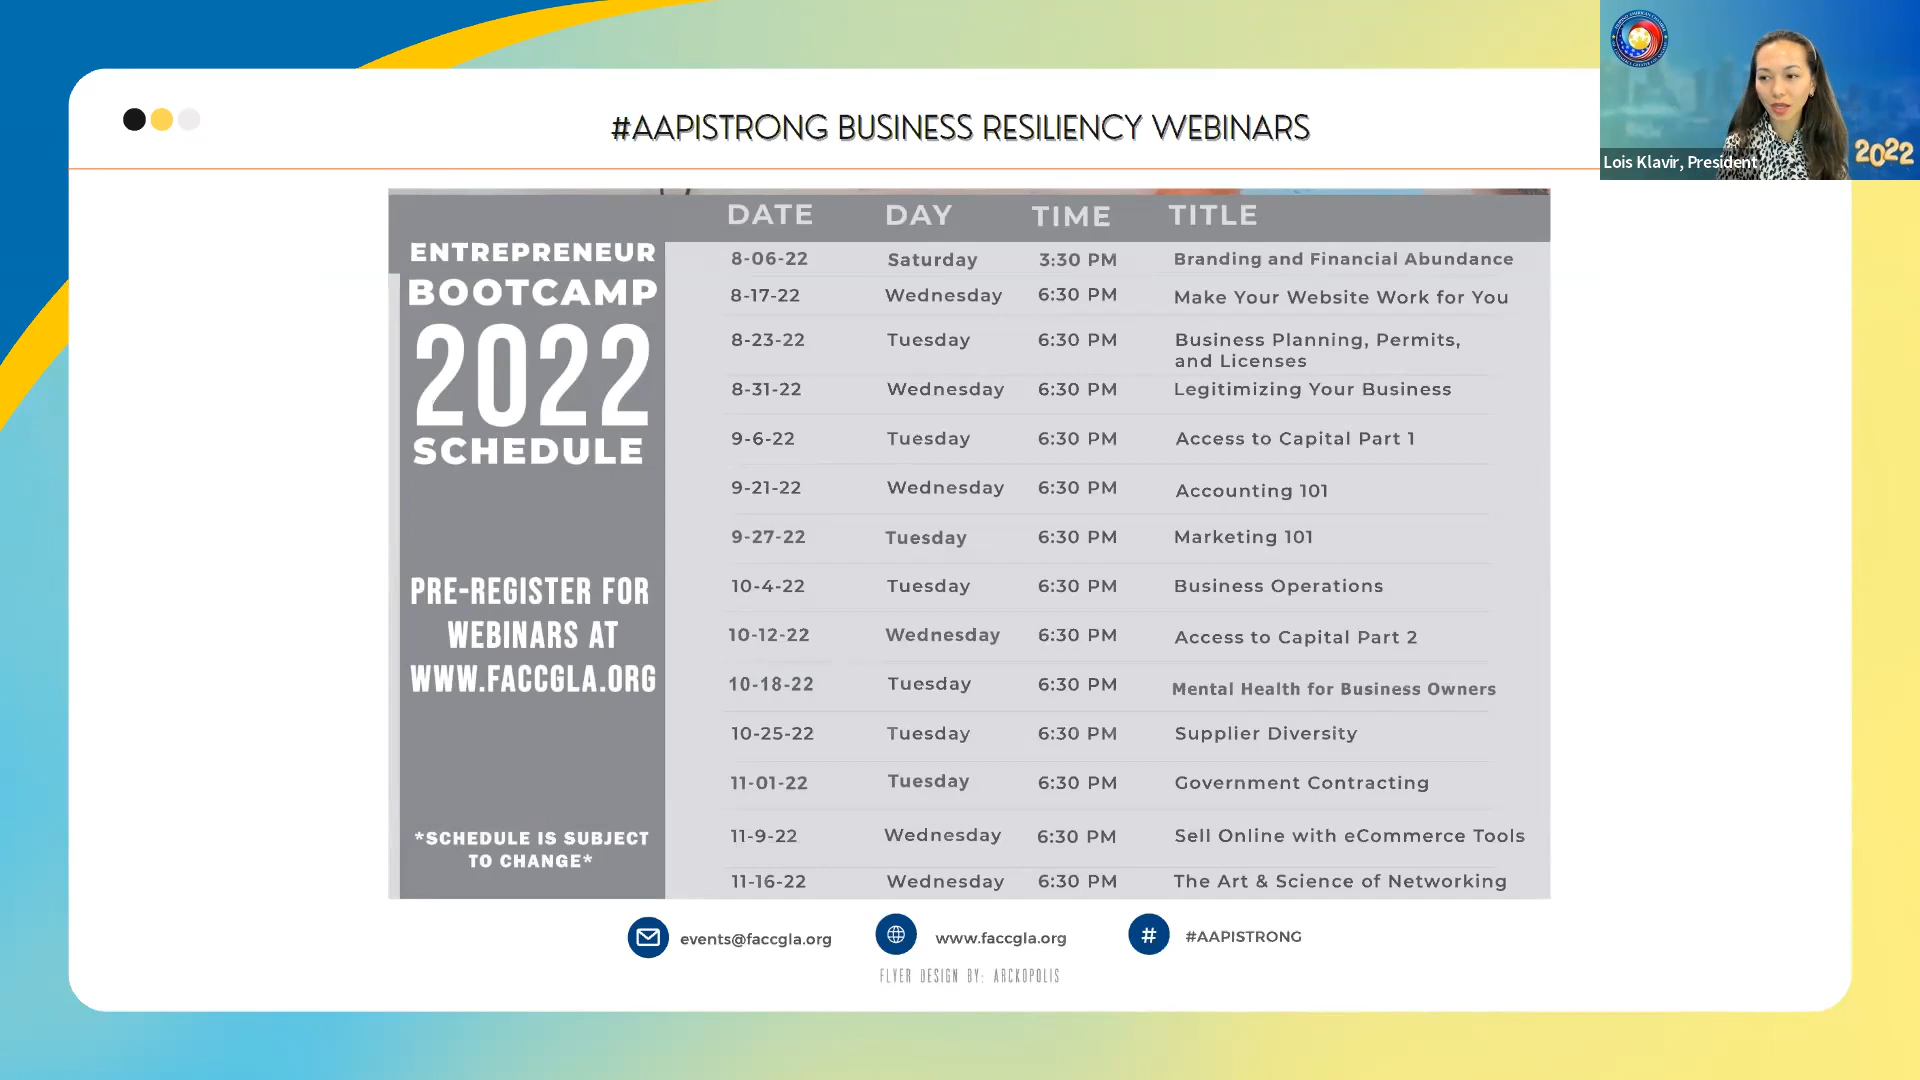 #AAPISTRONG BUSINESS RESILIENCY WEBINARS
Lois Klavir, President
2022
ENTREPRENEUR
BOOTCAMP
2022
SCHEDULE
PRE-REGISTER FOR
WEBINARS AT
WWW.FACCGLA.ORG
*SCHEDULE IS SUBJECT
TO CHANGE*
DATE DAY TIME TITLE
8-06-22 Saturday 3:30 PM Branding and Financial Abundance
8-17-22 Wednesday 6:30 PM Make Your Website Work for You
8-23-22 Tuesday 6:30 PM Business Planning, Permits,
and Licenses
8-31-22 Wednesday 6:30 PM Legitimizing Your Business
9-6-22 Tuesday 6:30 PM Access to Capital Part 1
9-21-22 Wednesday 6:30 PM Accounting 101
9-27-22 Tuesday 6:30 PM Marketing 101
10-4-22 Tuesday 6:30 PM Business Operations
10-12-22 Wednesday 6:30 PM Access to Capital Part 2
10-18-22 Tuesday 6:30 PM Mental Health for Business Owners
10-25-22 Tuesday 6:30 PM Supplier Diversity
11-01-22 Tuesday 6:30 PM Government Contracting
11-9-22 Wednesday 6:30 PM Sell Online with eCommerce Tools
11-16-22 Wednesday 6:30 PM The Art & Science of Networking
events@faccgla.org www.faccgla.org # #AAPISTRONG
FLYER DESIGN BY: ARCKOPOLIS